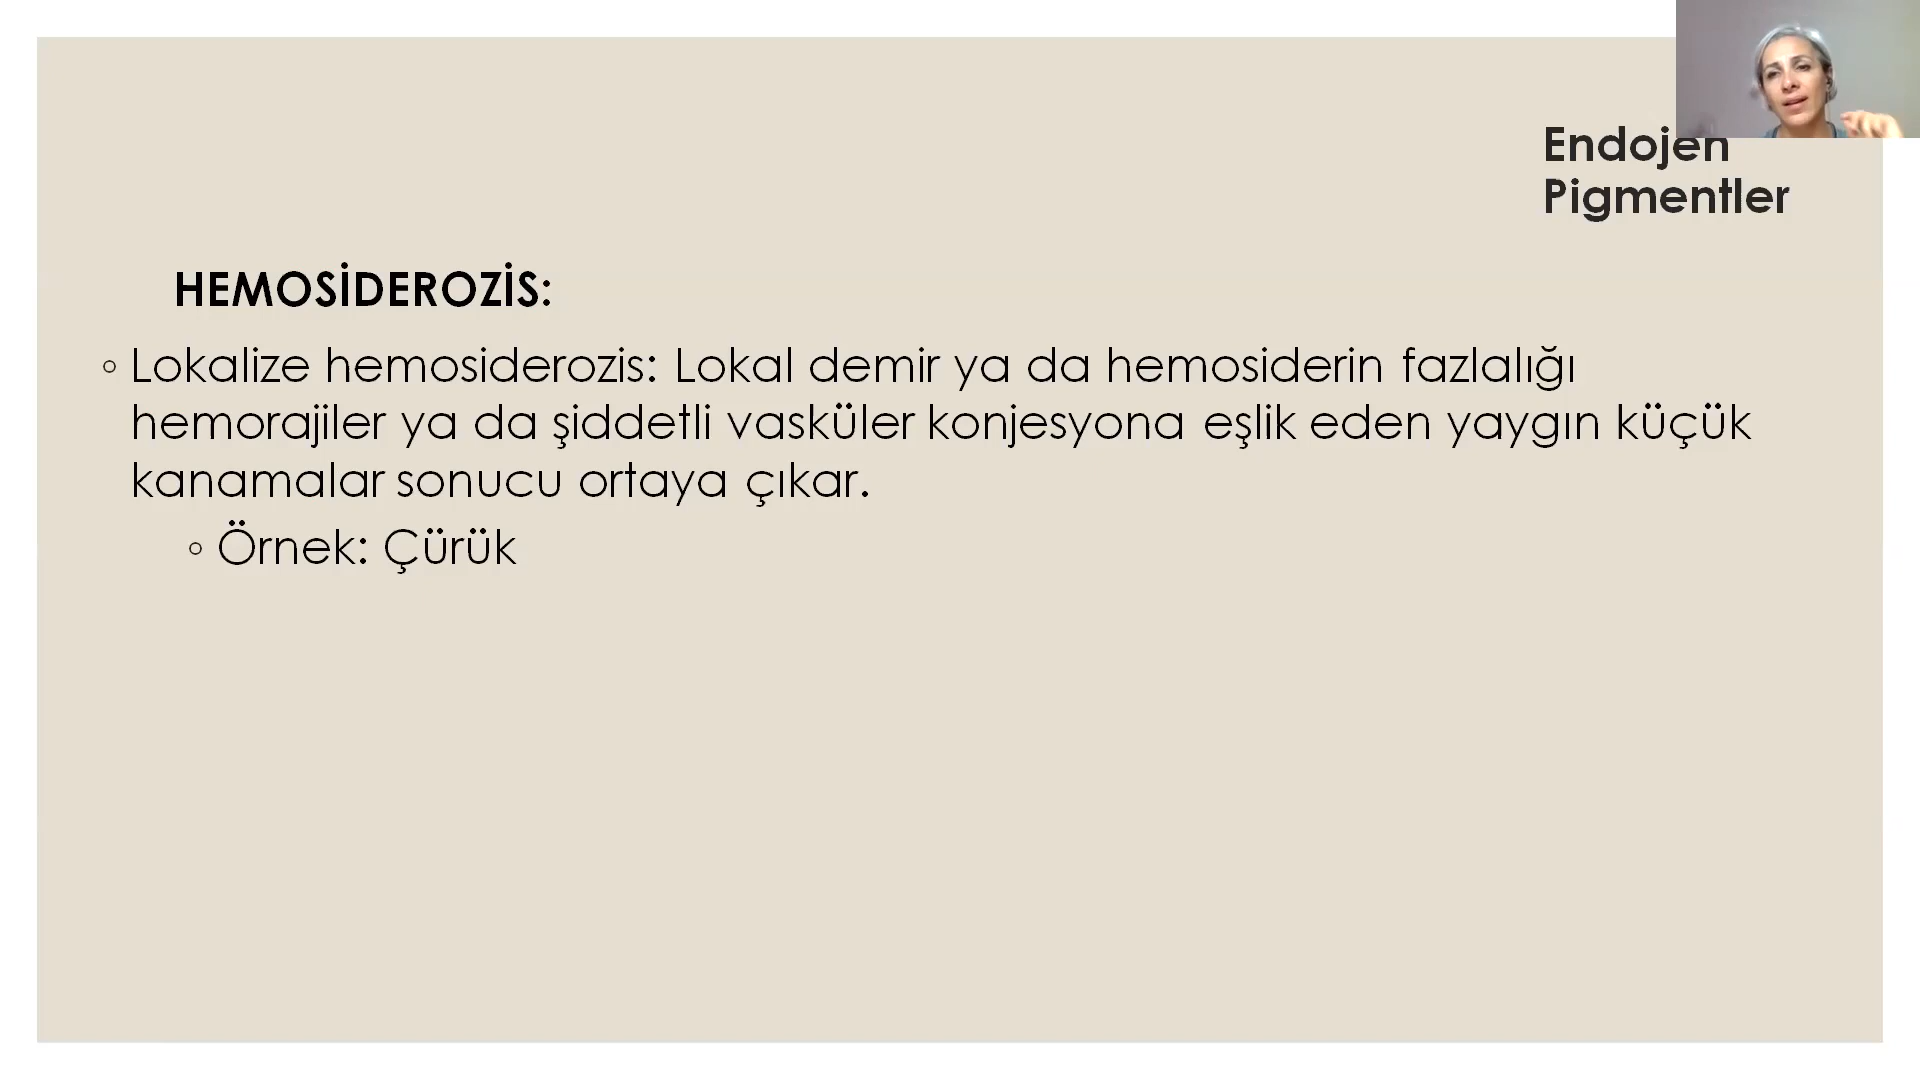 Endojen
Pigmentler
HEMOSİDEROZİS:
◦ Lokalize hemosiderozis: Lokal demir ya da hemosiderin fazlalığı
hemorajiler ya da şiddetli vasküler konjesyona eşlik eden yaygın küçük
kanamalar sonucu ortaya çıkar.
◦ Örnek: Çürük